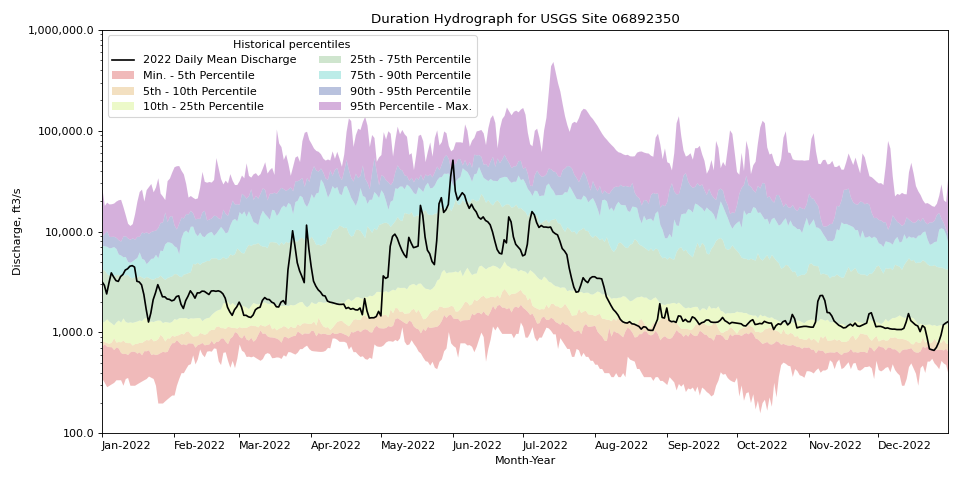 Duration Hydrograph for USGS Site 06892350
1,000,000.0
100,000.0
10,000.0
1,000.0
100.0
Discharge, ft3/s
Historical percentiles
2022 Daily Mean Discharge
Min. - 5th Percentile
5th - 10th Percentile
10th - 25th Percentile
25th - 75th Percentile
75th - 90th Percentile
90th - 95th Percentile
95th Percentile - Max.
Jan-2022 Feb-2022 Mar-2022 Apr-2022 May-2022 Jun-2022 Jul-2022 Aug-2022 Sep-2022 Oct-2022 Nov-2022 Dec-2022
Month-Year